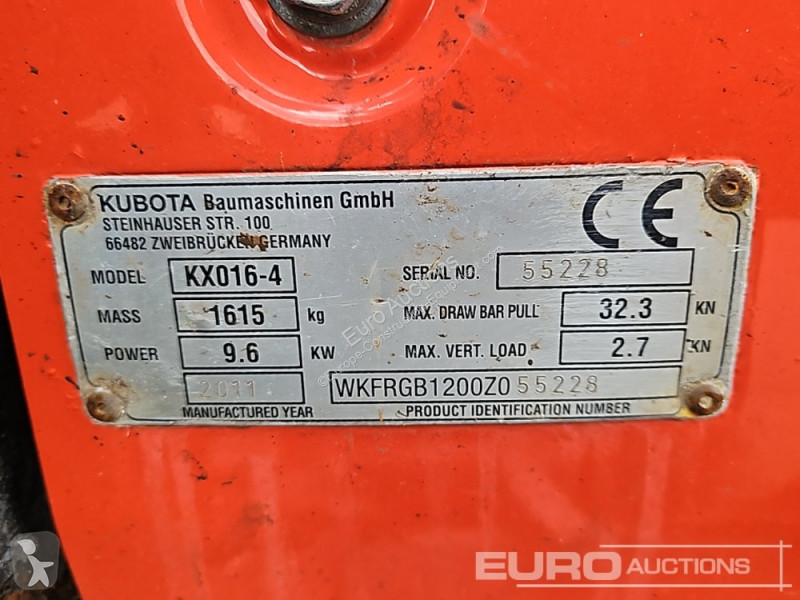 KUBOTA Baumaschinen GmbH
STEINHAUSER STR. 100
66482 ZWEIBRÜCKEN GERMANY
CE
MODEL KX016-4 SERIAL NO. 55228
MASS 1615 kg MAX. DRAW BAR PULL 32.3 KN
POWER 9.6 KW MAX. VERT. LOAD 2.7 KN
2011 WKFRGB1200Z055228
MANUFACTURED YEAR PRODUCT IDENTIFICATION NUMBER
Euro Auctions
EURO AUCTIONS